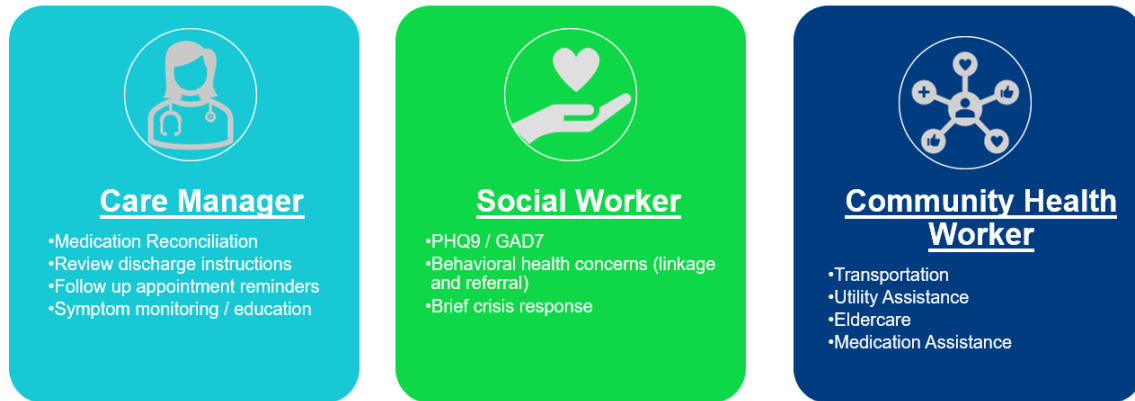 Care Manager
•Medication Reconciliation
•Review discharge instructions
•Follow up appointment reminders
•Symptom monitoring / education
Social Worker
•PHQ9 / GAD7
•Behavioral health concerns (linkage
and referral)
•Brief crisis response
Community Health
Worker
•Transportation
•Utility Assistance
•Eldercare
•Medication Assistance